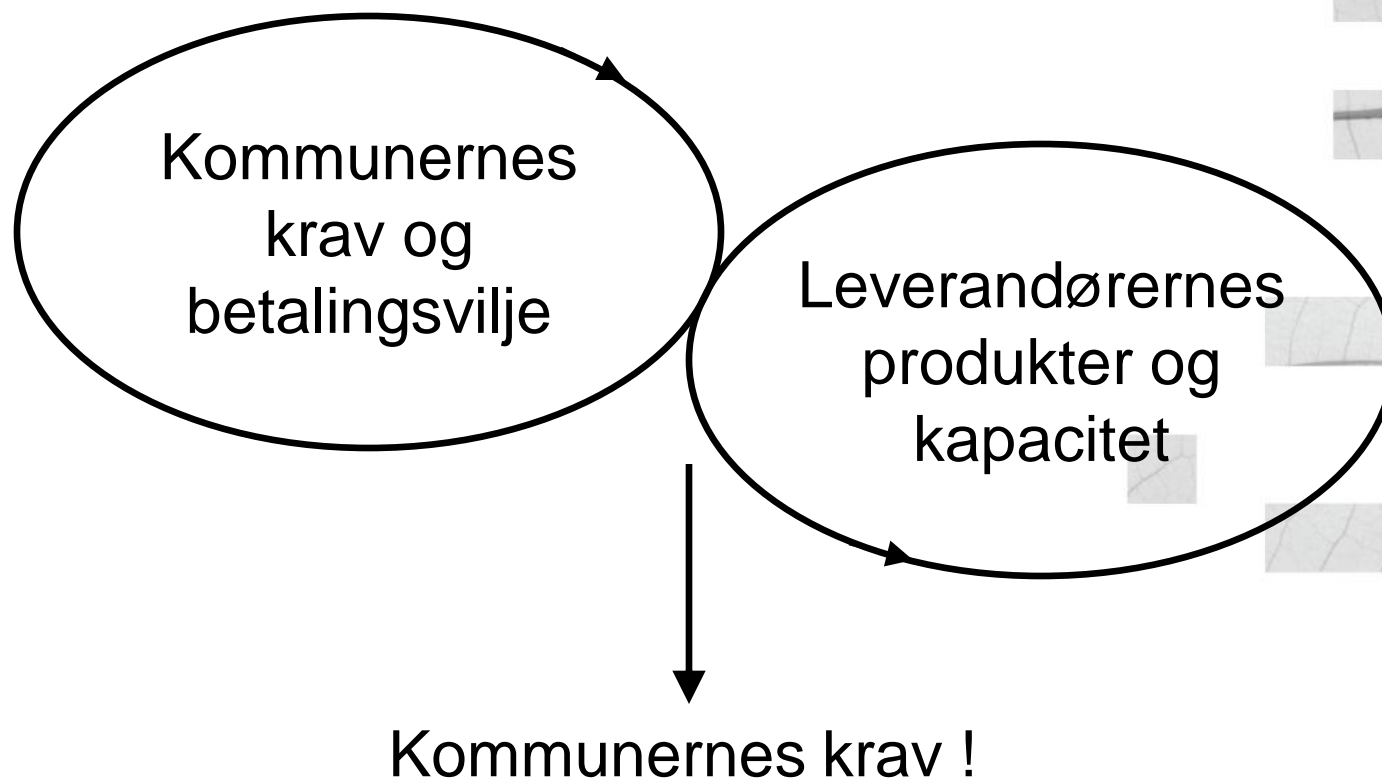 Kommunernes
krav og
betalingsvilje
Leverandørernes
produkter og
kapacitet
Kommunernes krav !